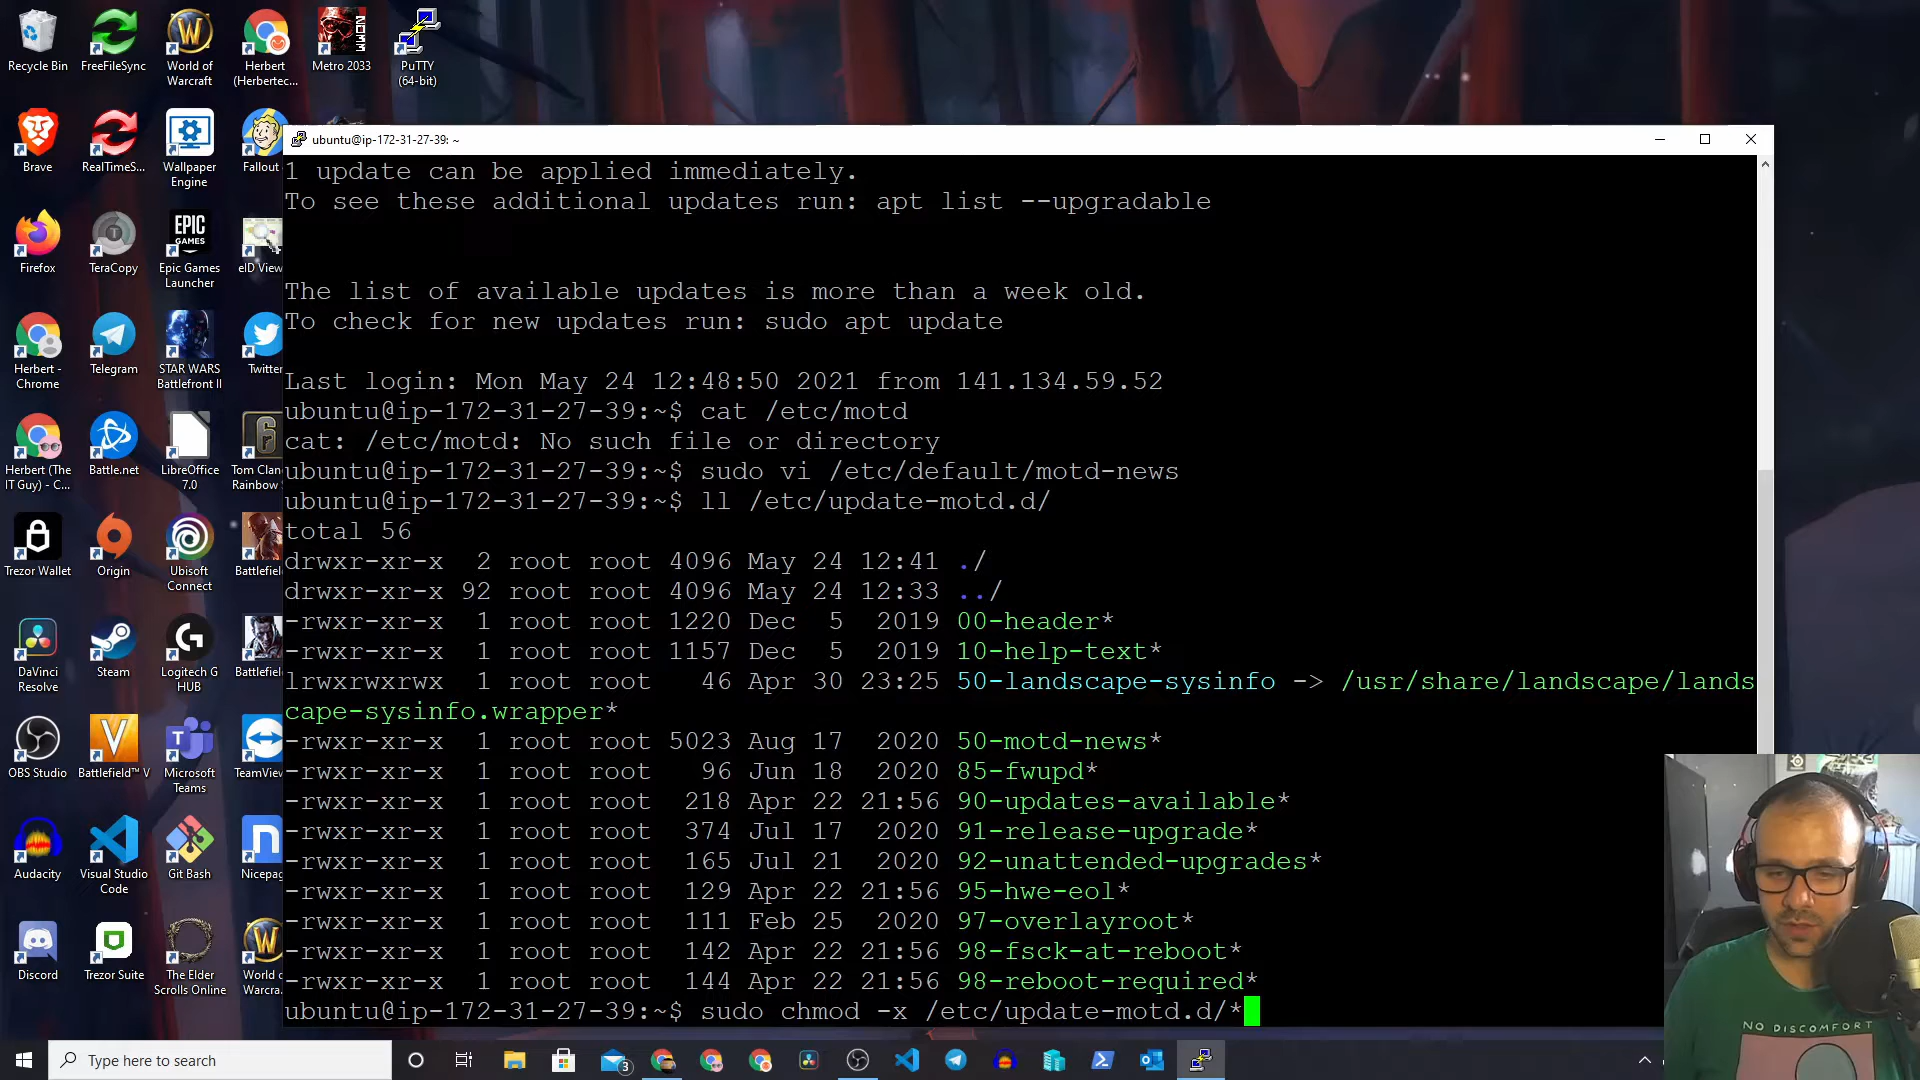 Recycle Bin
FreeFileSync
World of
Warcraft
Herbert
(Herbertec...
Metro 2033
PuTTY
(64-bit)
Brave
RealTimeS...
Wallpaper
Engine
Fallout
Firefox
TeraCopy
EPIC
GAMES
Epic Games
Launcher
eID View
Herbert -
Chrome
Telegram
STAR WARS
Battlefront II
Twitter
Herbert (The
IT Guy) - C...
Battle.net
LibreOffice
7.0
Tom Clan
Rainbow
Trezor Wallet
Origin
Ubisoft
Connect
Battlefiel
DaVinci
Resolve
Steam
Logitech G
HUB
Battlefiel
OBS Studio
Battlefield™ V
Microsoft
Teams
TeamView
Audacity
Visual Studio
Code
Git Bash
Nicepag
Discord
Trezor Suite
The Elder
Scrolls Online
World o
Warcra..
ubuntu@ip-172-31-27-39: ~
1 update can be applied immediately.
To see these additional updates run: apt list --upgradable
The list of available updates is more than a week old.
To check for new updates run: sudo apt update
Last login: Mon May 24 12:48:50 2021 from 141.134.59.52
ubuntu@ip-172-31-27-39:~$ cat /etc/motd
cat: /etc/motd: No such file or directory
ubuntu@ip-172-31-27-39:~$ sudo vi /etc/default/motd-news
ubuntu@ip-172-31-27-39:~$ ll /etc/update-motd.d/
total 56
drwxr-xr-x  2 root root 4096 May 24 12:41 ./
drwxr-xr-x 92 root root 4096 May 24 12:33 ../
-rwxr-xr-x  1 root root 1220 Dec  5  2019 00-header*
-rwxr-xr-x  1 root root 1157 Dec  5  2019 10-help-text*
lrwxrwxrwx  1 root root   46 Apr 30 23:25 50-landscape-sysinfo -> /usr/share/landscape/lands
cape-sysinfo.wrapper*
-rwxr-xr-x  1 root root 5023 Aug 17  2020 50-motd-news*
-rwxr-xr-x  1 root root   96 Jun 18  2020 85-fwupd*
-rwxr-xr-x  1 root root  218 Apr 22 21:56 90-updates-available*
-rwxr-xr-x  1 root root  374 Jul 17  2020 91-release-upgrade*
-rwxr-xr-x  1 root root  165 Jul 21  2020 92-unattended-upgrades*
-rwxr-xr-x  1 root root  129 Apr 22 21:56 95-hwe-eol*
-rwxr-xr-x  1 root root  111 Feb 25  2020 97-overlayroot*
-rwxr-xr-x  1 root root  142 Apr 22 21:56 98-fsck-at-reboot*
-rwxr-xr-x  1 root root  144 Apr 22 21:56 98-reboot-required*
ubuntu@ip-172-31-27-39:~$ sudo chmod -x /etc/update-motd.d/*
NO DISCOMFORT
Type here to search
3